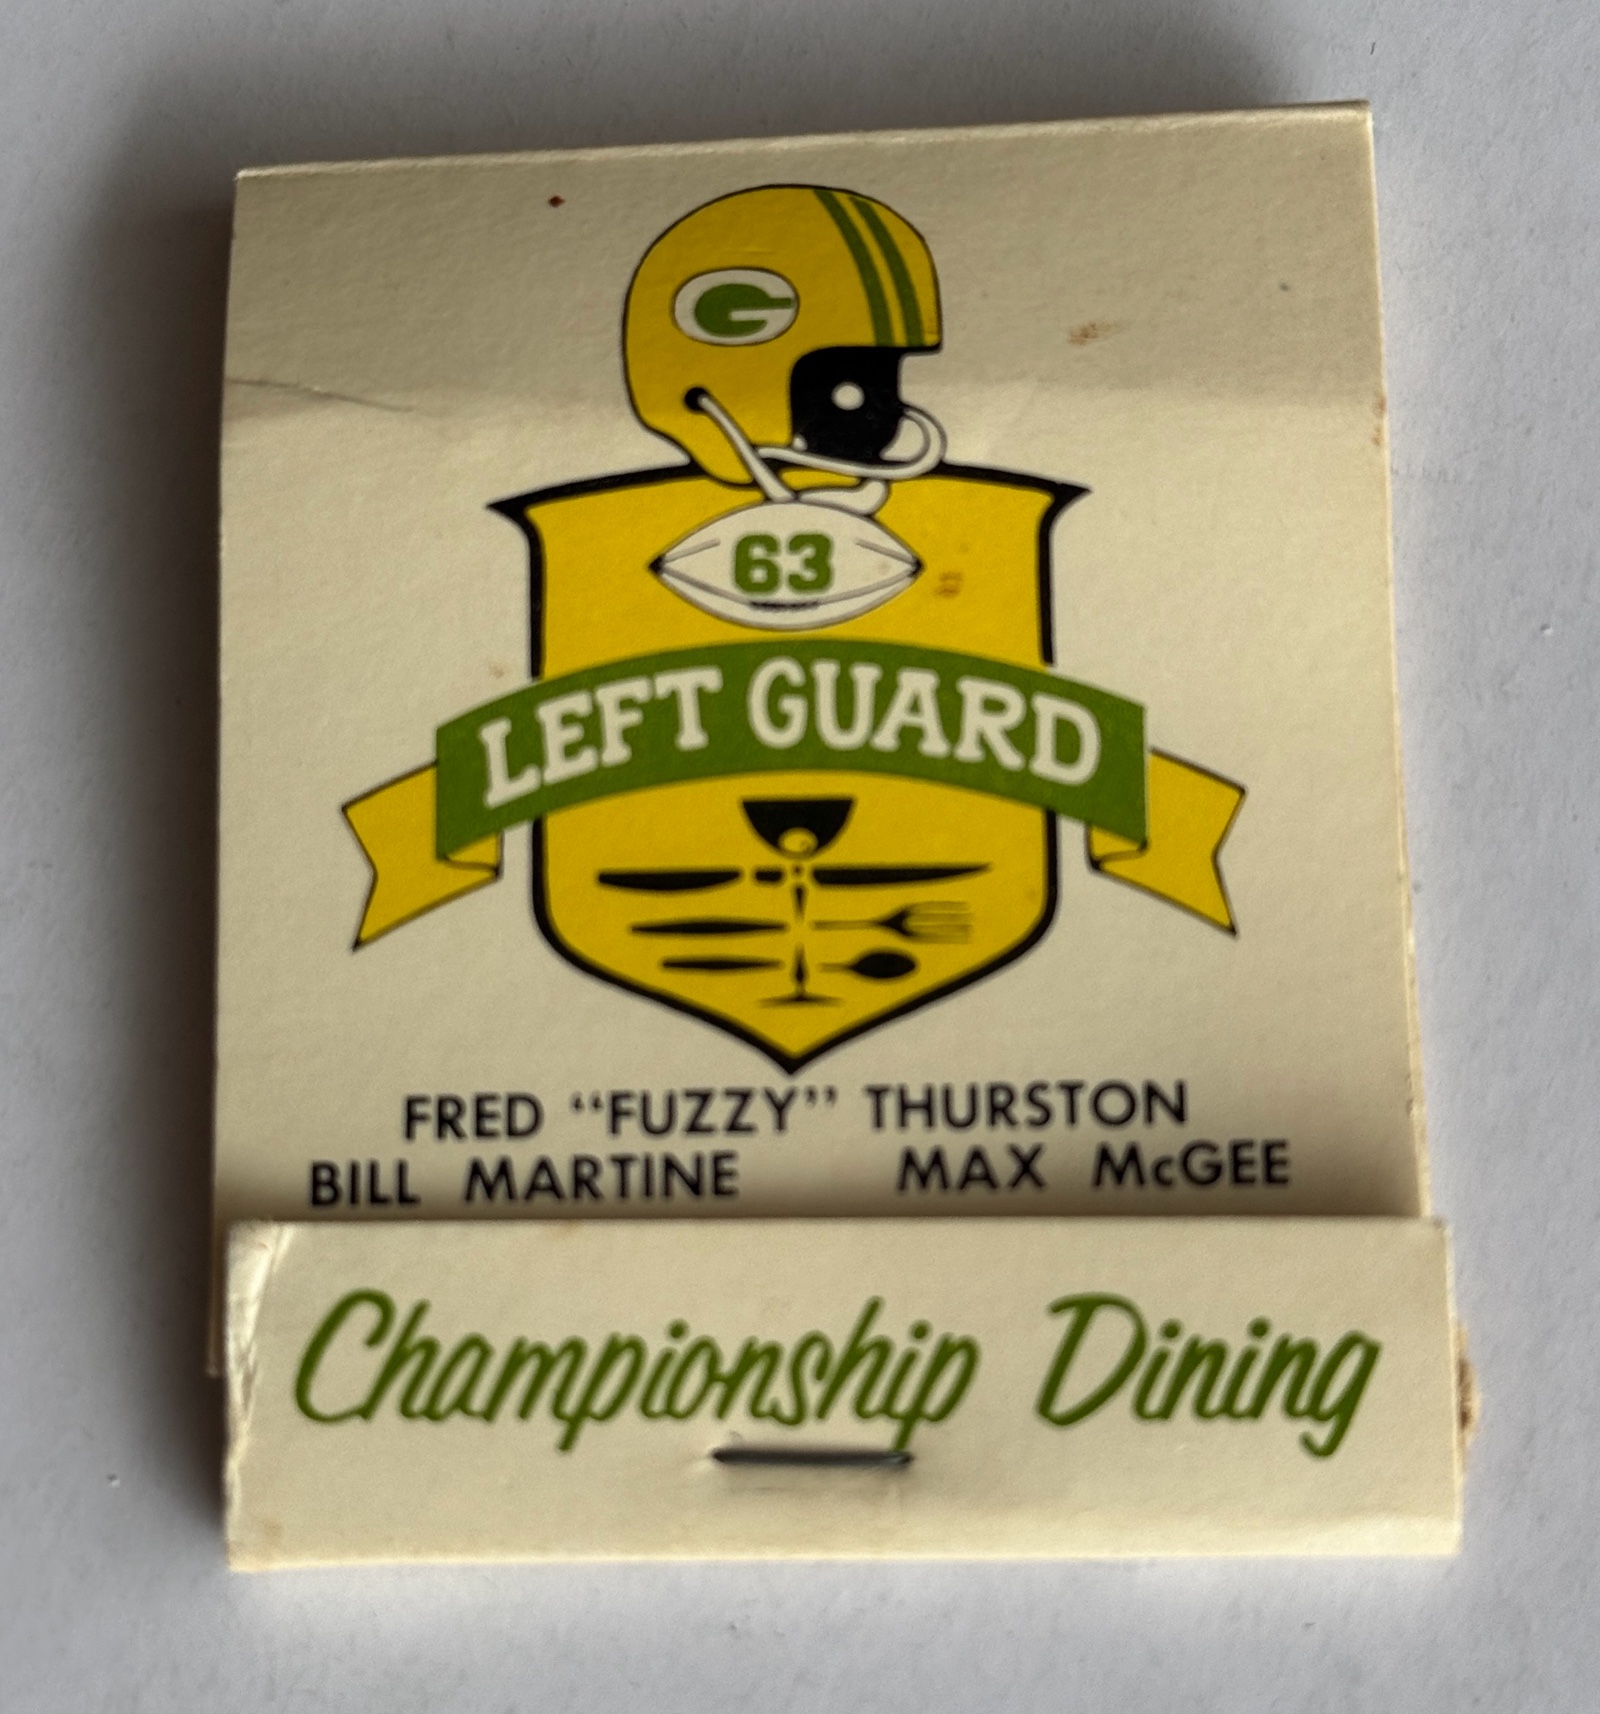 G
63
LEFT GUARD
FRED “FUZZY” THURSTON
BILL MARTINE MAX McGEE
Championship Dining